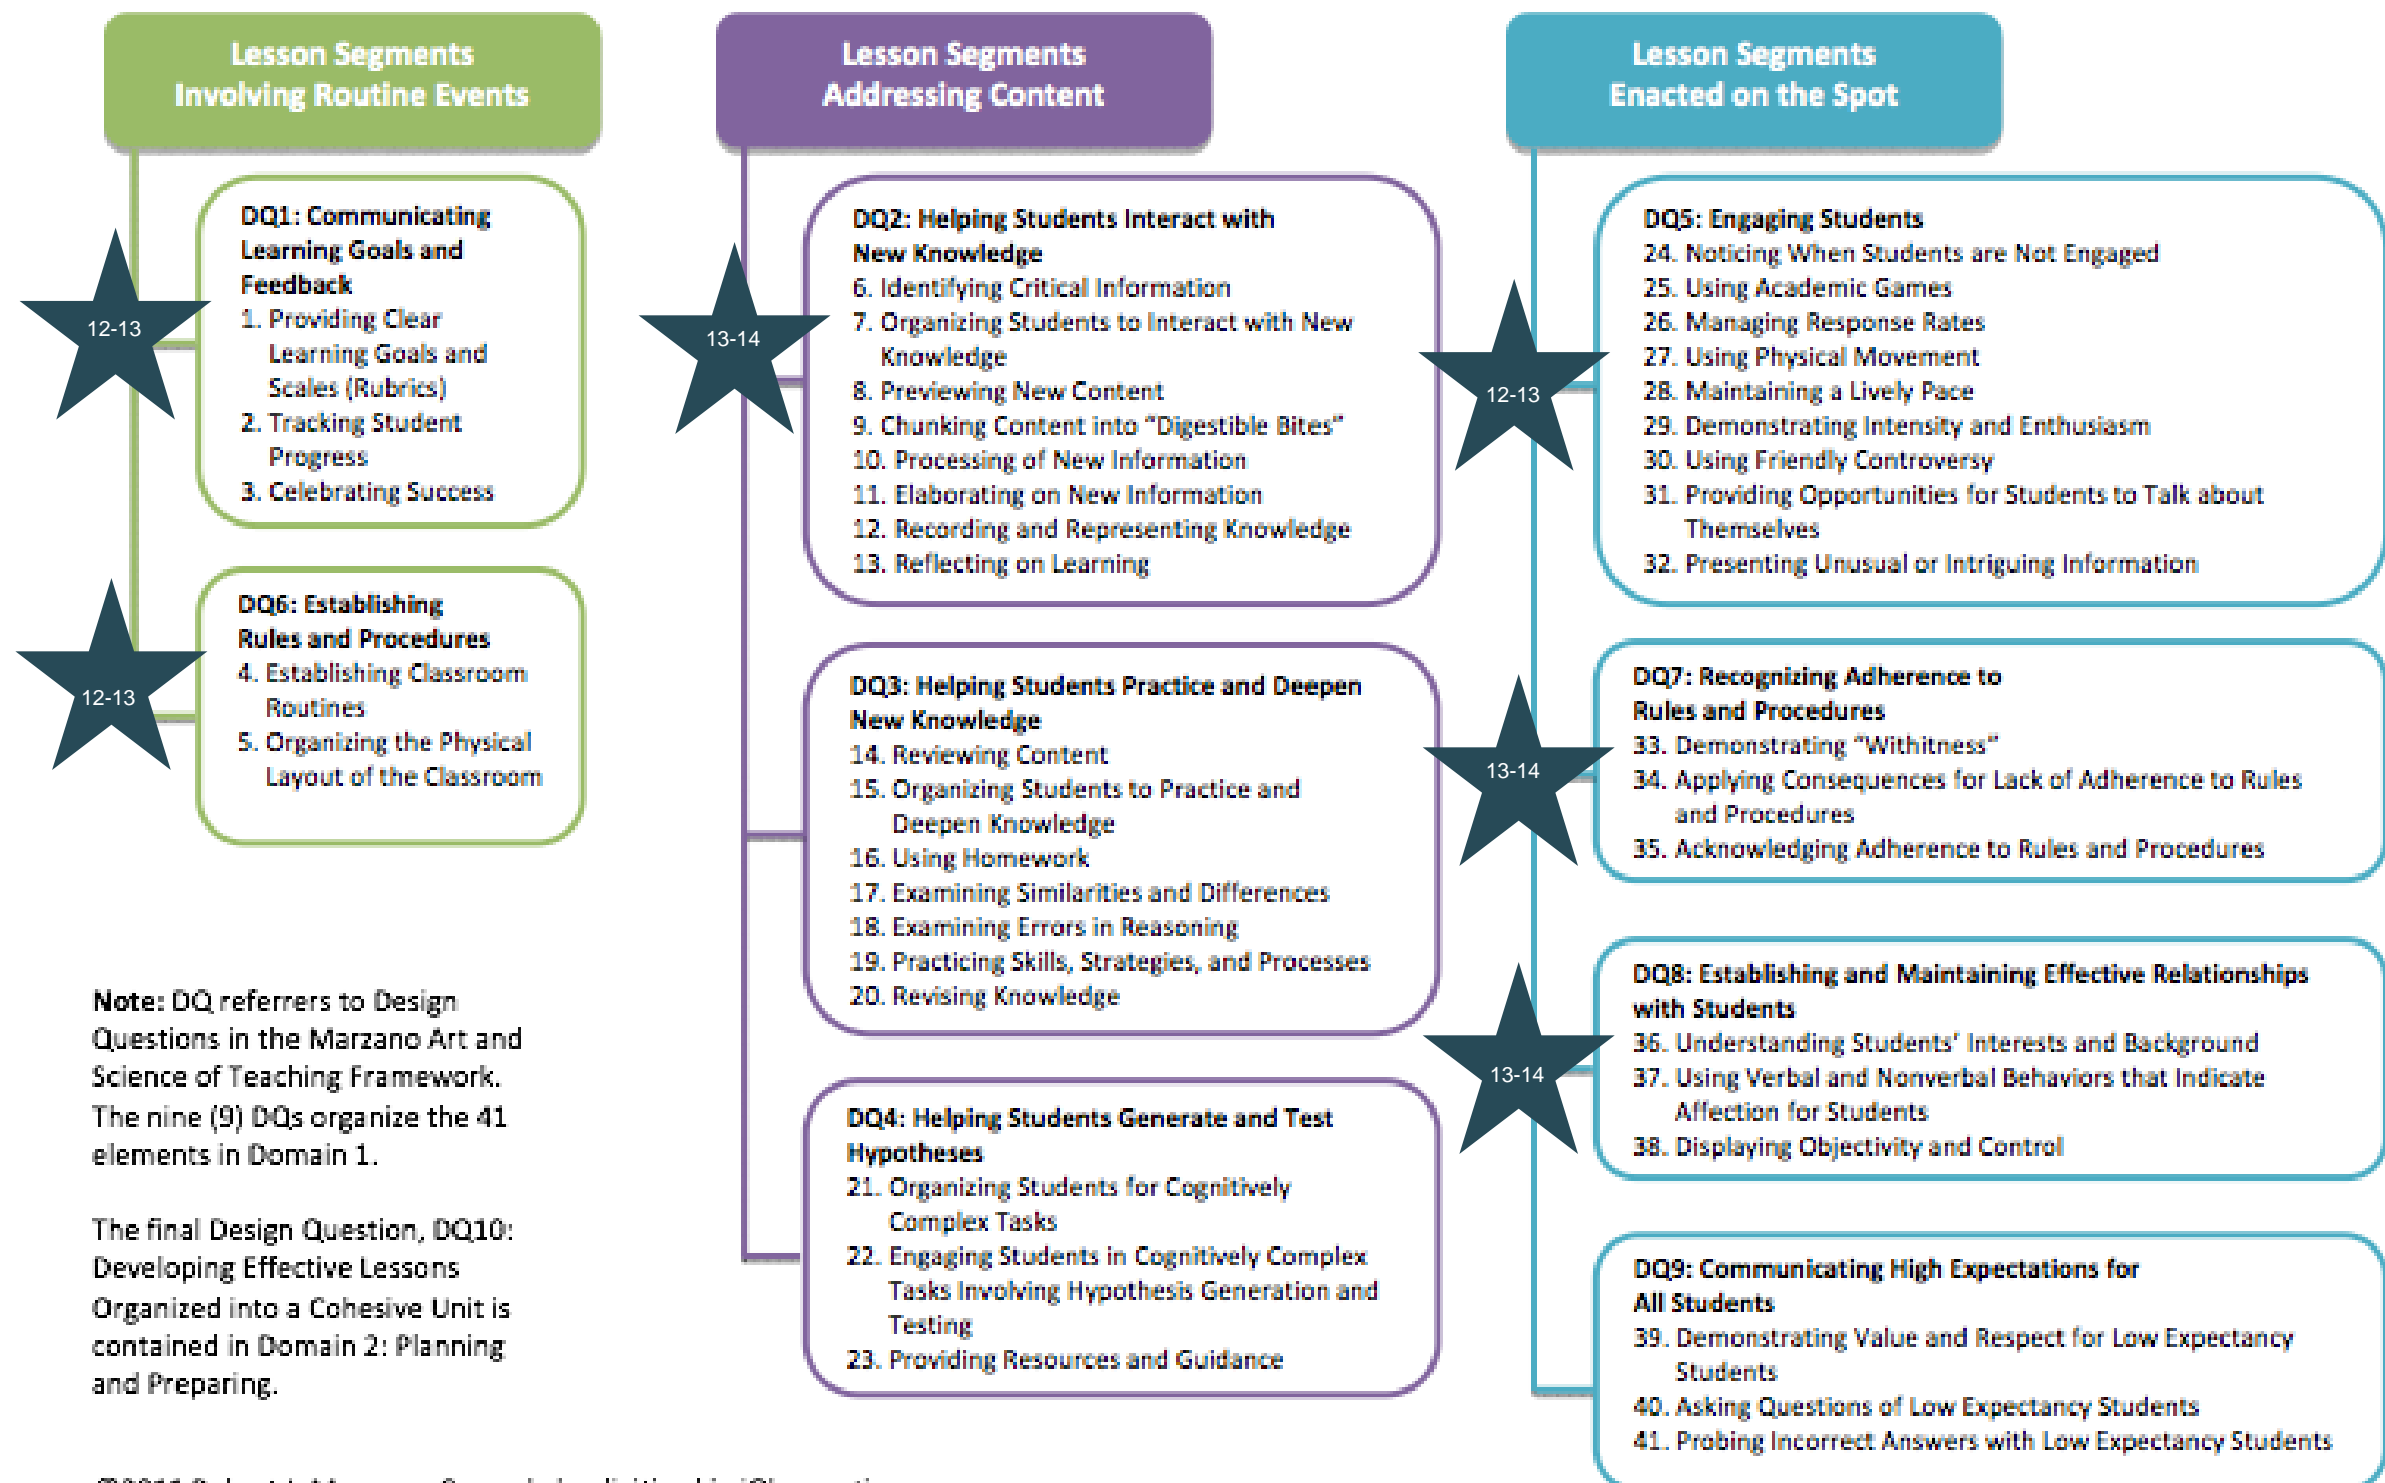 Lesson Segments
Involving Routine Events
DQ1: Communicating
Learning Goals and
Feedback
1. Providing Clear
Learning Goals and
Scales (Rubrics)
2. Tracking Student
Progress
3. Celebrating Success
12-13
DQ6: Establishing
Rules and Procedures
4. Establishing Classroom
Routines
5. Organizing the Physical
Layout of the Classroom
12-13
Note: DQ referrers to Design
Questions in the Marzano Art and
Science of Teaching Framework.
The nine (9) DQs organize the 41
elements in Domain 1.
The final Design Question, DQ10:
Developing Effective Lessons
Organized into a Cohesive Unit is
contained in Domain 2: Planning
and Preparing.
Lesson Segments
Addressing Content
DQ2: Helping Students Interact with
New Knowledge
6. Identifying Critical Information
7. Organizing Students to Interact with New
Knowledge
8. Previewing New Content
9. Chunking Content into “Digestible Bites”
10. Processing of New Information
11. Elaborating on New Information
12. Recording and Representing Knowledge
13. Reflecting on Learning
13-14
DQ3: Helping Students Practice and Deepen
New Knowledge
14. Reviewing Content
15. Organizing Students to Practice and
Deepen Knowledge
16. Using Homework
17. Examining Similarities and Differences
18. Examining Errors in Reasoning
19. Practicing Skills, Strategies, and Processes
20. Revising Knowledge
DQ4: Helping Students Generate and Test
Hypotheses
21. Organizing Students for Cognitively
Complex Tasks
22. Engaging Students in Cognitively Complex
Tasks Involving Hypothesis Generation and
Testing
23. Providing Resources and Guidance
Lesson Segments
Enacted on the Spot
DQ5: Engaging Students
24. Noticing When Students are Not Engaged
25. Using Academic Games
26. Managing Response Rates
27. Using Physical Movement
28. Maintaining a Lively Pace
29. Demonstrating Intensity and Enthusiasm
30. Using Friendly Controversy
31. Providing Opportunities for Students to Talk about
Themselves
32. Presenting Unusual or Intriguing Information
12-13
DQ7: Recognizing Adherence to
Rules and Procedures
33. Demonstrating “Withitness”
34. Applying Consequences for Lack of Adherence to Rules
and Procedures
35. Acknowledging Adherence to Rules and Procedures
13-14
DQ8: Establishing and Maintaining Effective Relationships
with Students
36. Understanding Students' Interests and Background
37. Using Verbal and Nonverbal Behaviors that Indicate
Affection for Students
38. Displaying Objectivity and Control
13-14
DQ9: Communicating High Expectations for
All Students
39. Demonstrating Value and Respect for Low Expectancy
Students
40. Asking Questions of Low Expectancy Students
41. Probing Incorrect Answers with Low Expectancy Students